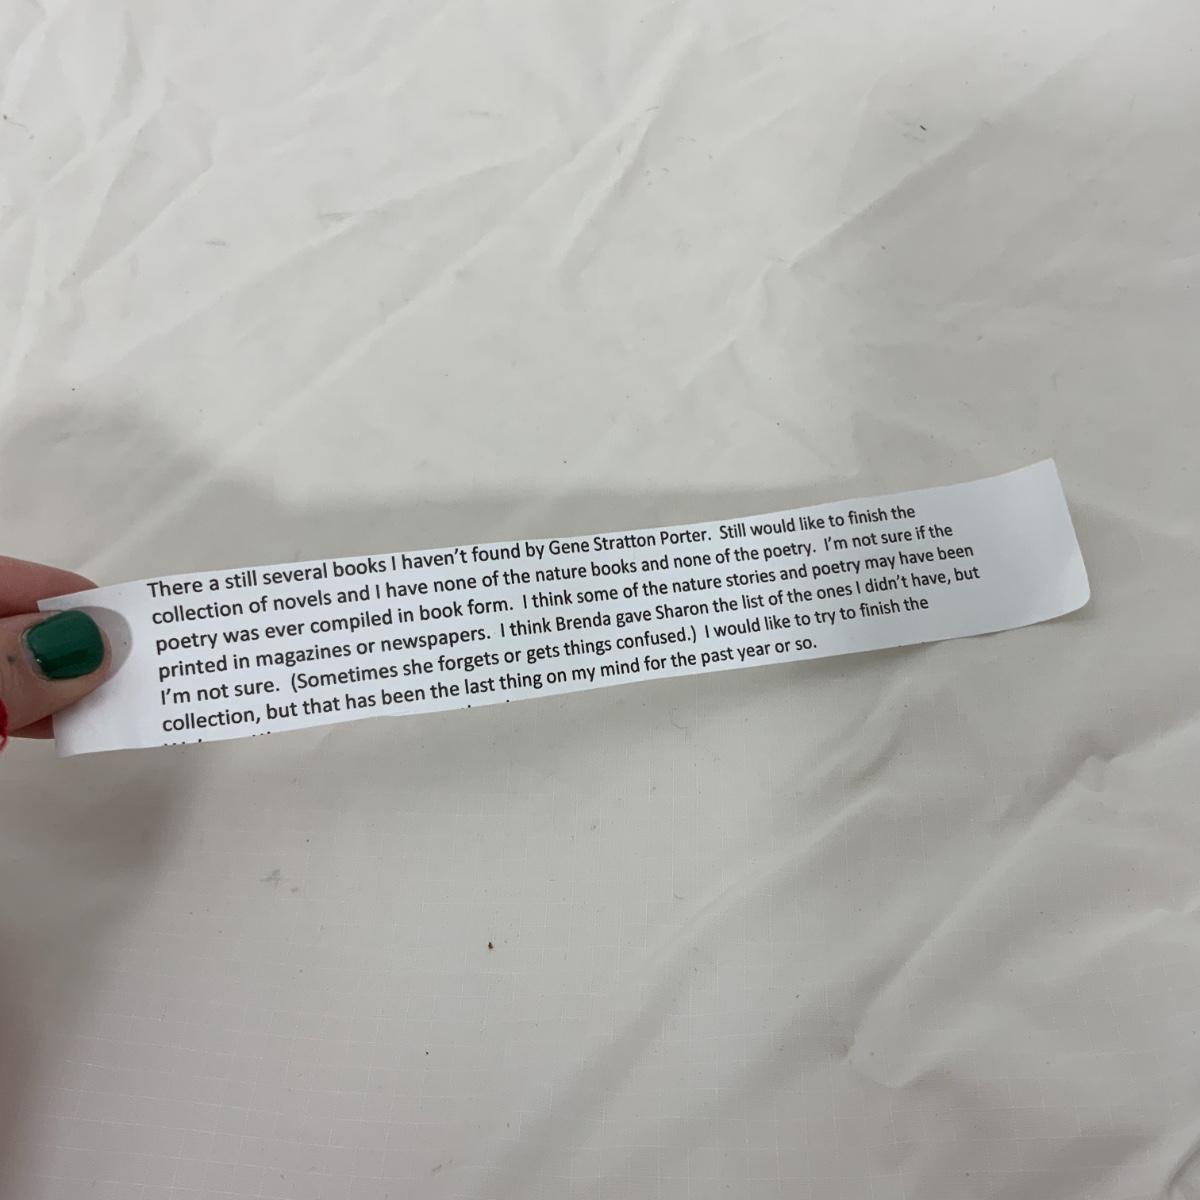 There a still several books I haven't found by Gene Stratton Porter.  Still would like to finish the
collection of novels and I have none of the nature books and none of the poetry.  I'm not sure if the
poetry was ever compiled in book form.  I think some of the nature stories and poetry may have been
printed in magazines or newspapers.  I think Brenda gave Sharon the list of the ones I didn't have, but
I'm not sure.  (Sometimes she forgets or gets things confused.)  I would like to try to finish the
collection, but that has been the last thing on my mind for the past year or so.